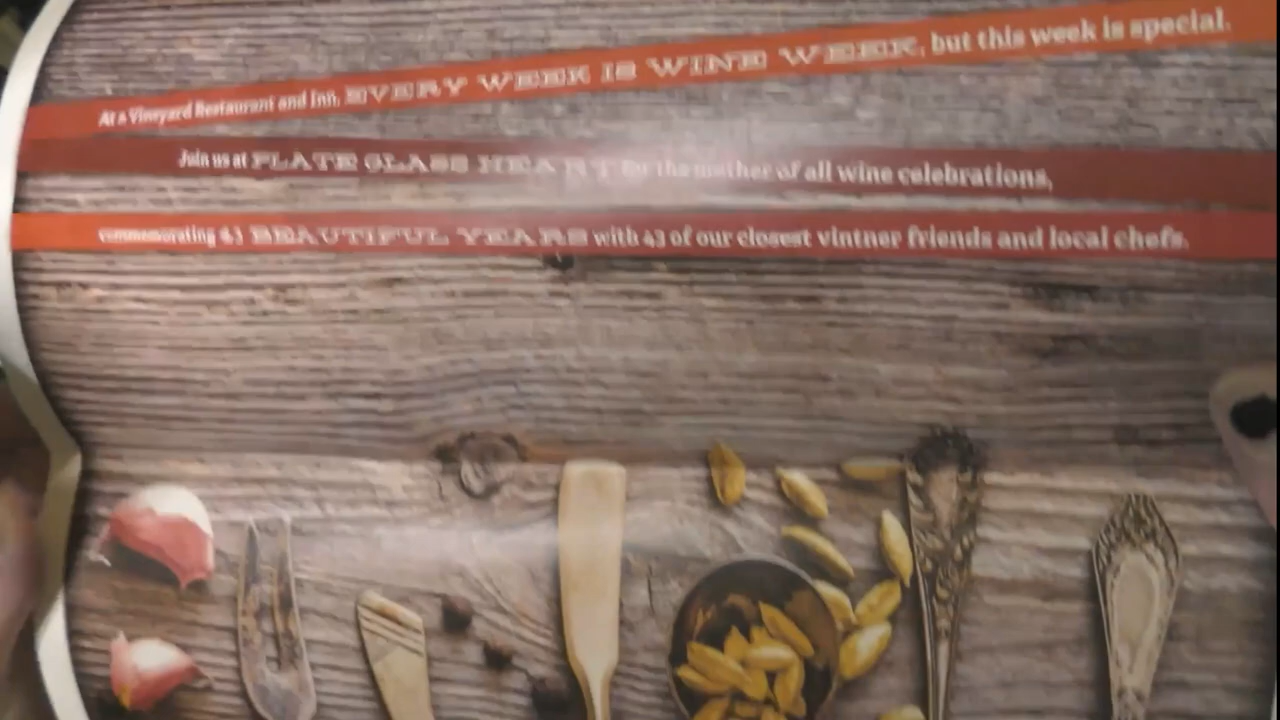 At a Vineyard Restaurant and Inn, EVERY WEEK IS WINE WEEK, but this week is special.
Join us at PLATE GLASS HEART for the mother of all wine celebrations,
commemorating 43 BEAUTIFUL YEARS with 43 of our closest vintner friends and local chefs.